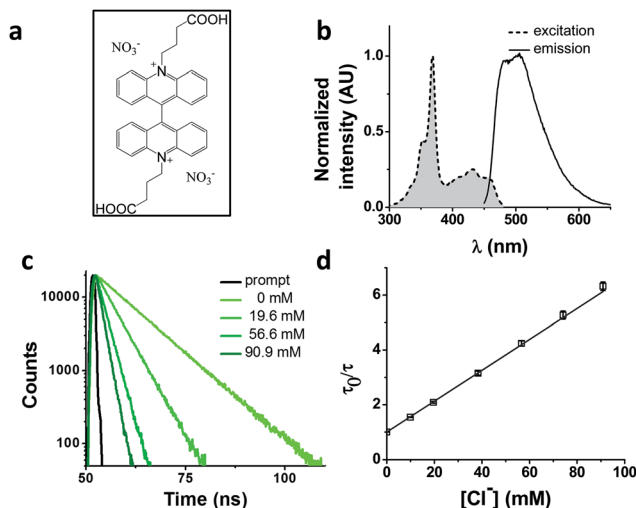 a
COOH
NO₃⁻
N⁺
N⁺
NO₃⁻
HOOC
b
excitation
emission
Normalized
intensity (AU)
1.0
0.5
0.0
300 400 500 600
λ (nm)
c
prompt
0 mM
19.6 mM
56.6 mM
90.9 mM
Counts
10000
1000
100
50 75 100
Time (ns)
d
τ₀/τ
6
4
2
0
0 20 40 60 80 100
[Cl⁻] (mM)